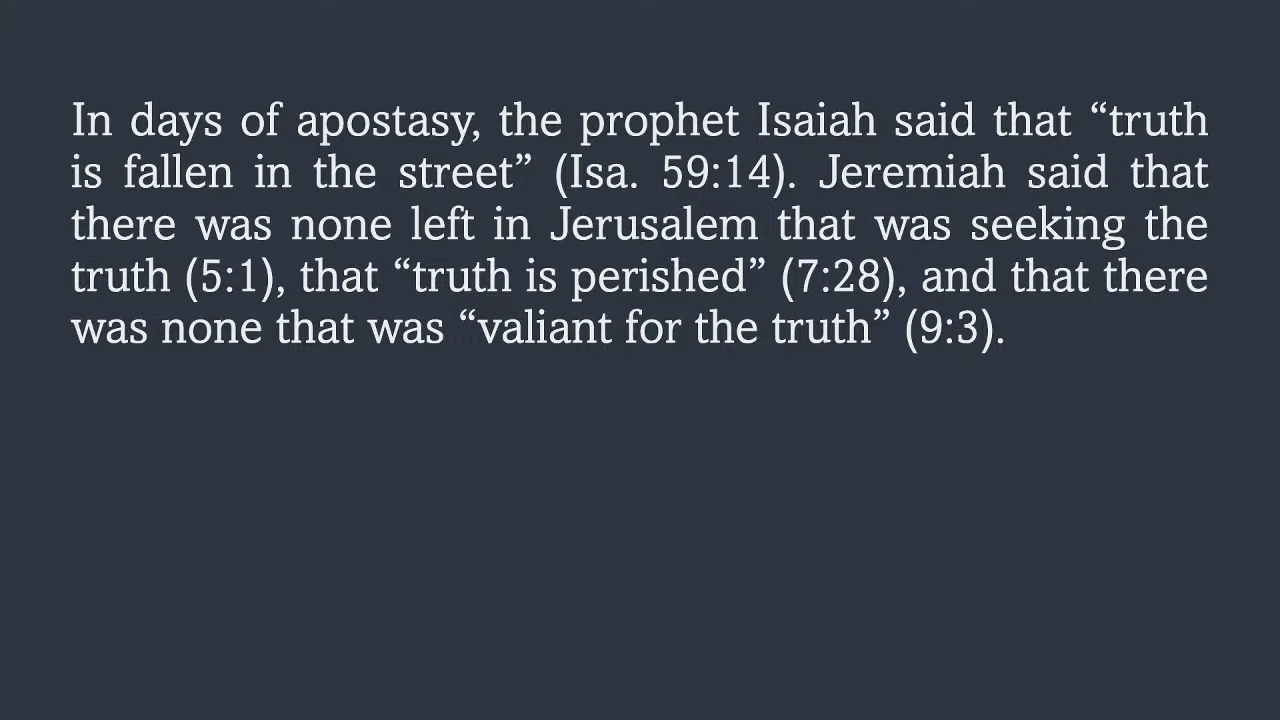 In days of apostasy, the prophet Isaiah said that “truth
is fallen in the street” (Isa. 59:14). Jeremiah said that
there was none left in Jerusalem that was seeking the
truth (5:1), that “truth is perished” (7:28), and that there
was none that was “valiant for the truth” (9:3).